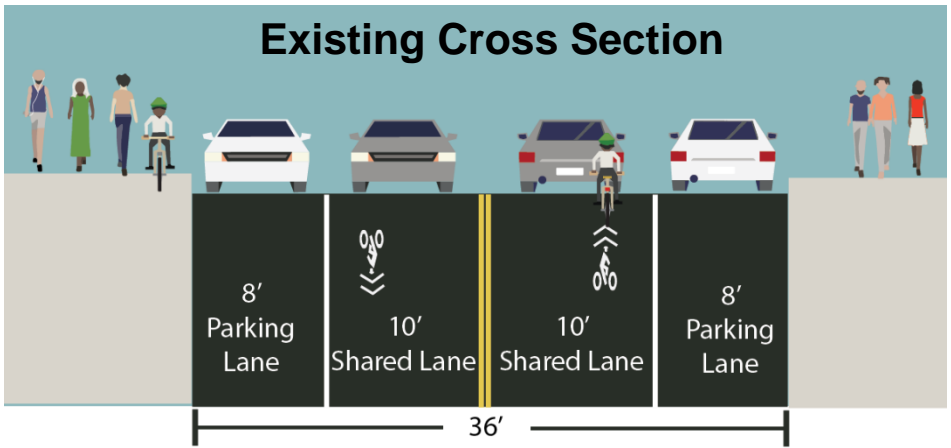 Existing Cross Section
8’
Parking
Lane
10’
Shared Lane
10’
Shared Lane
8’
Parking
Lane
36’